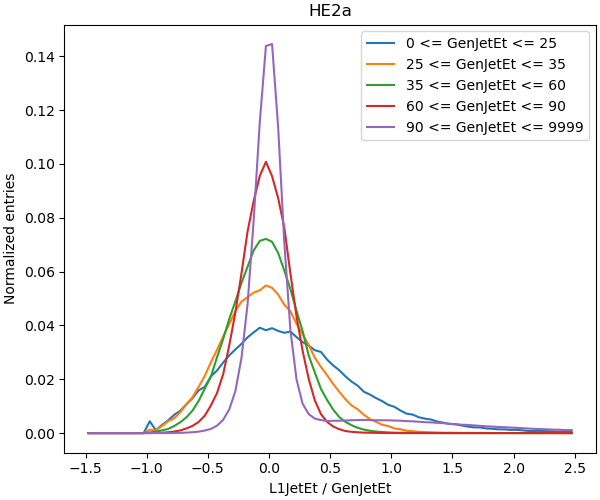 HE2a
0 <= GenJetEt <= 25
25 <= GenJetEt <= 35
35 <= GenJetEt <= 60
60 <= GenJetEt <= 90
90 <= GenJetEt <= 9999
Normalized entries
0.14
0.12
0.10
0.08
0.06
0.04
0.02
0.00
−1.5 −1.0 −0.5 0.0 0.5 1.0 1.5 2.0 2.5
L1JetEt / GenJetEt